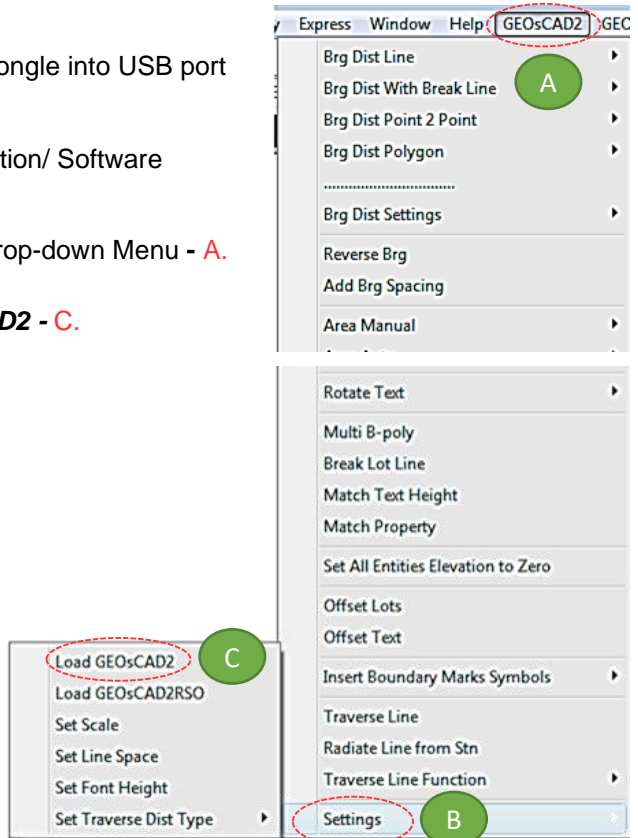 y Express Window Help GEOsCAD2 GEO
ongle into USB port
tion/ Software
rop-down Menu - A.
D2 - C.
Brg Dist Line
A
Brg Dist With Break Line
Brg Dist Point 2 Point
Brg Dist Polygon
................................
Brg Dist Settings
Reverse Brg
Add Brg Spacing
Area Manual
Rotate Text
Multi B-poly
Break Lot Line
Match Text Height
Match Property
Set All Entities Elevation to Zero
Offset Lots
Offset Text
Insert Boundary Marks Symbols
Traverse Line
Radiate Line from Stn
Traverse Line Function
Settings
B
Load GEOsCAD2
C
Load GEOsCAD2RSO
Set Scale
Set Line Space
Set Font Height
Set Traverse Dist Type